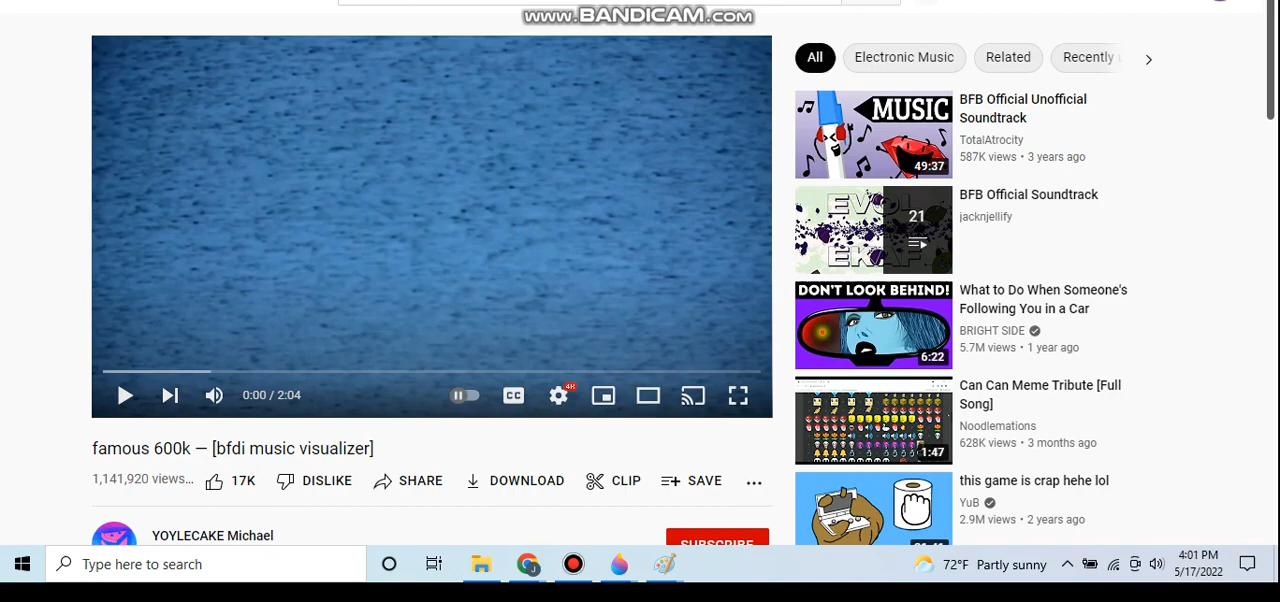 www.BANDICAM.com
All
Electronic Music
Related
Recently
MUSIC
49:37
BFB Official Unofficial
Soundtrack
TotalAtrocity
587K views • 3 years ago
EVOL
EKAF
21
BFB Official Soundtrack
jacknjellify
DON'T LOOK BEHIND!
6:22
What to Do When Someone's
Following You in a Car
BRIGHT SIDE
5.7M views • 1 year ago
1:47
Can Can Meme Tribute [Full
Song]
Noodlemations
628K views • 3 months ago
this game is crap hehe lol
YuB
2.9M views • 2 years ago
0:00 / 2:04
CC
4K
famous 600k — [bfdi music visualizer]
1,141,920 views...
17K
DISLIKE
SHARE
DOWNLOAD
CLIP
SAVE
YOYLECAKE Michael
SUBSCRIBE
Type here to search
J
72°F Partly sunny
4:01 PM
5/17/2022